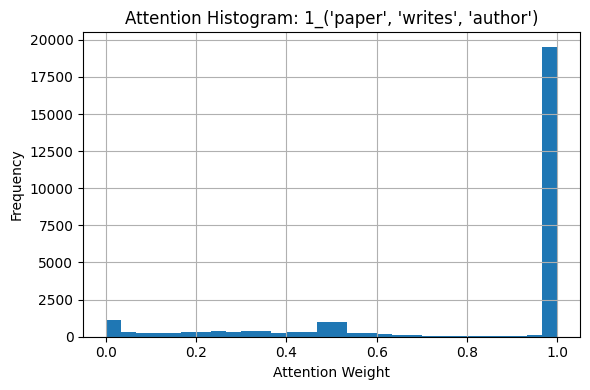 Attention Histogram: 1_('paper', 'writes', 'author')
20000
17500
15000
12500
10000
7500
5000
2500
0
Frequency
0.0 0.2 0.4 0.6 0.8 1.0
Attention Weight